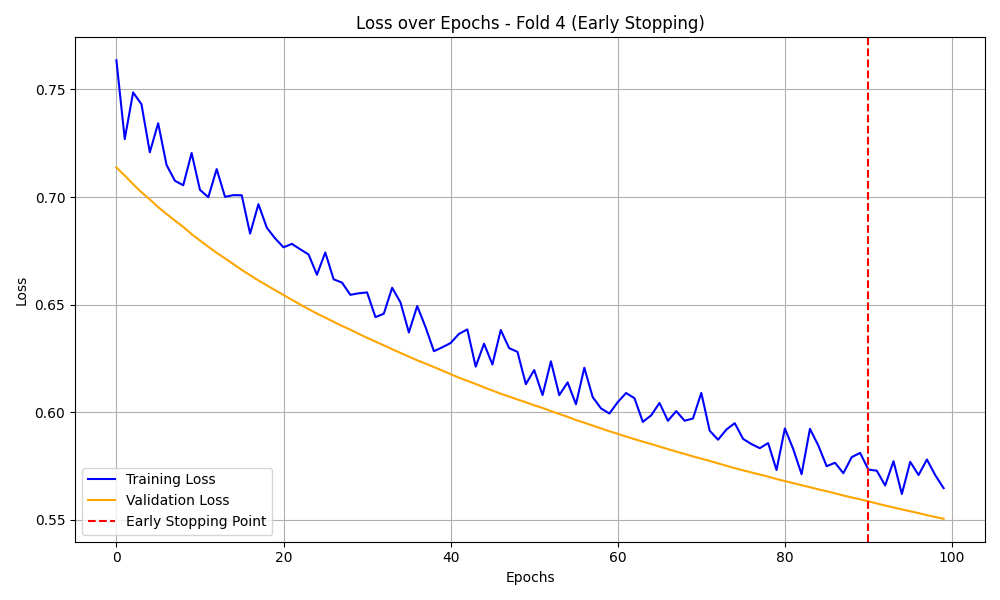 Loss over Epochs - Fold 4 (Early Stopping)
0.75
0.70
0.65
0.60
0.55
Loss
Training Loss
Validation Loss
Early Stopping Point
0 20 40 60 80 100
Epochs